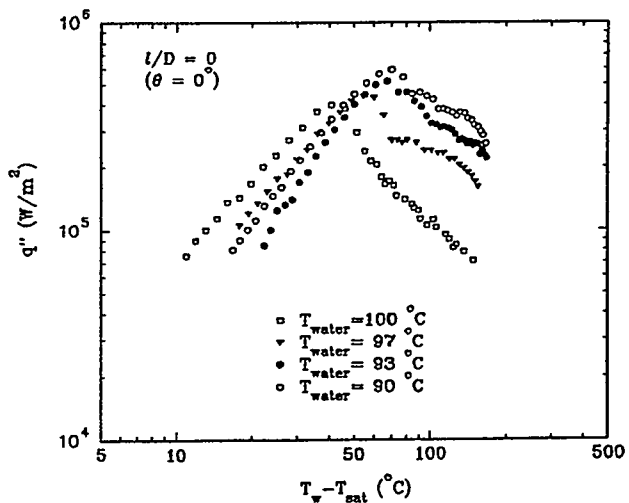 10⁶
l/D = 0
(θ = 0°)
q" (W/m²)
10⁵
□ T_water=100 °C
▼ T_water= 97 °C
● T_water= 93 °C
○ T_water= 90 °C
10⁴
5 10 50 100 500
T_w−T_sat (°C)